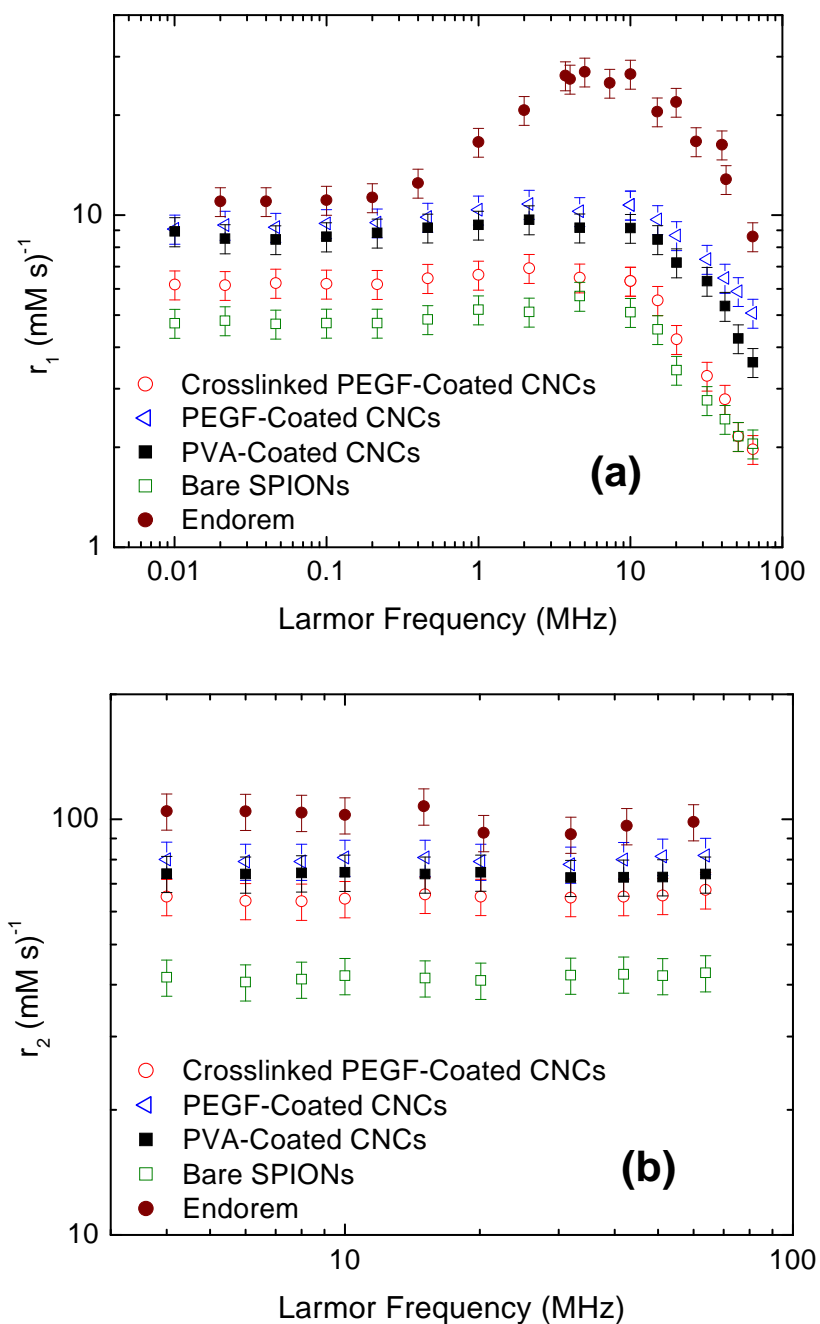 10
1
r₁ (mM s)⁻¹
Crosslinked PEGF-Coated CNCs
PEGF-Coated CNCs
PVA-Coated CNCs
Bare SPIONs
Endorem
(a)
0.01 0.1 1 10 100
Larmor Frequency (MHz)
100
10
r₂ (mM s)⁻¹
Crosslinked PEGF-Coated CNCs
PEGF-Coated CNCs
PVA-Coated CNCs
Bare SPIONs
Endorem
(b)
10 100
Larmor Frequency (MHz)